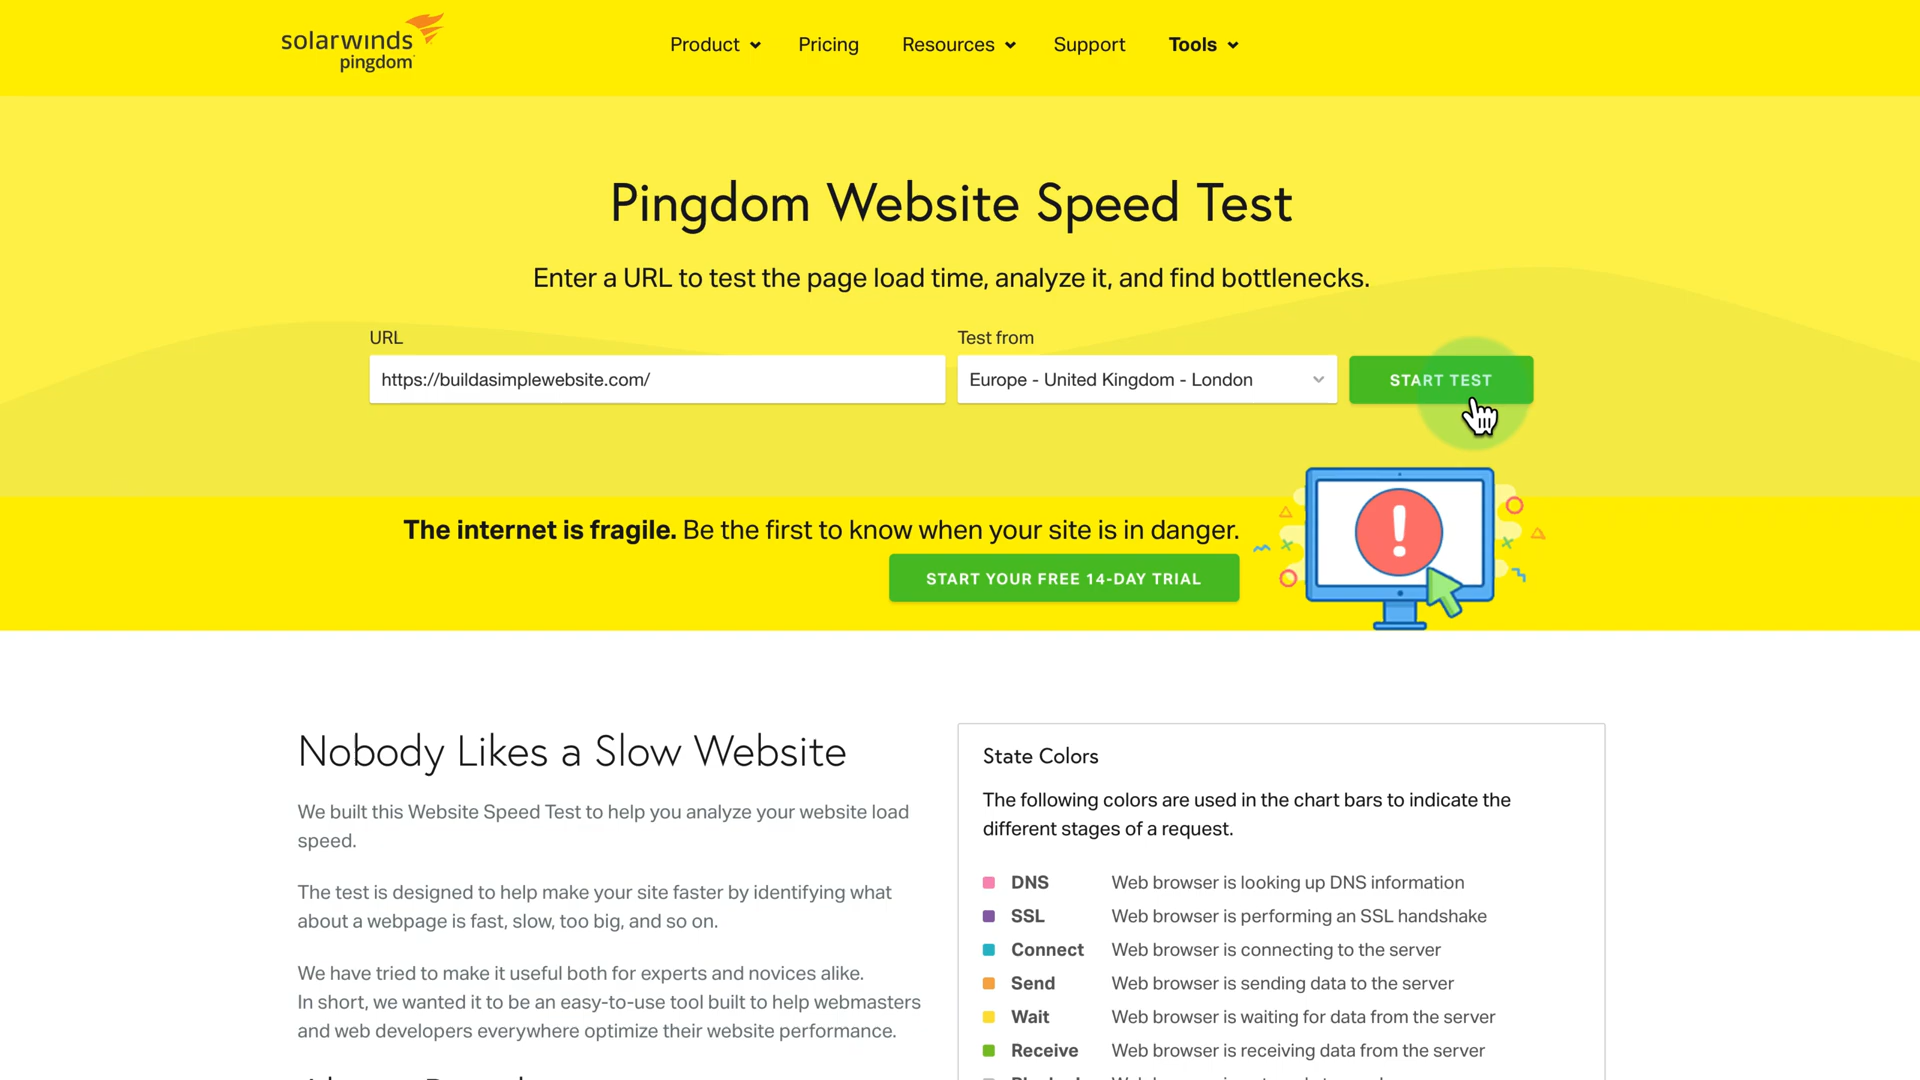 solarwinds
pingdom
Product
Pricing
Resources
Support
Tools
Pingdom Website Speed Test
Enter a URL to test the page load time, analyze it, and find bottlenecks.
URL
Test from
https://buildasimplewebsite.com/
Europe - United Kingdom - London
START TEST
The internet is fragile. Be the first to know when your site is in danger.
START YOUR FREE 14-DAY TRIAL
Nobody Likes a Slow Website
We built this Website Speed Test to help you analyze your website load
speed.
The test is designed to help make your site faster by identifying what
about a webpage is fast, slow, too big, and so on.
We have tried to make it useful both for experts and novices alike.
In short, we wanted it to be an easy-to-use tool built to help webmasters
and web developers everywhere optimize their website performance.
State Colors
The following colors are used in the chart bars to indicate the
different stages of a request.
DNS Web browser is looking up DNS information
SSL Web browser is performing an SSL handshake
Connect Web browser is connecting to the server
Send Web browser is sending data to the server
Wait Web browser is waiting for data from the server
Receive Web browser is receiving data from the server